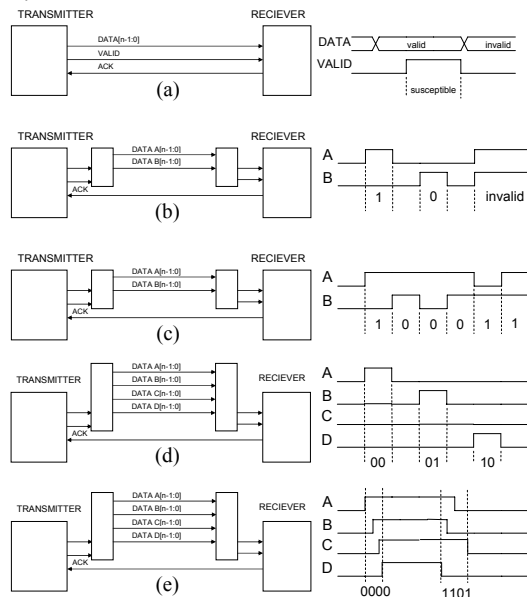 TRANSMITTER RECIEVER
DATA[n-1:0]
VALID
ACK
(a)
DATA valid invalid
VALID
susceptible
TRANSMITTER RECIEVER
DATA A[n-1:0]
DATA B[n-1:0]
ACK
(b)
A
B
1 0 invalid
TRANSMITTER RECIEVER
DATA A[n-1:0]
DATA B[n-1:0]
ACK
(c)
A
B
1 0 0 0 1 1
TRANSMITTER RECIEVER
DATA A[n-1:0]
DATA B[n-1:0]
DATA C[n-1:0]
DATA D[n-1:0]
ACK
(d)
A
B
C
D
00 01 10
TRANSMITTER RECIEVER
DATA A[n-1:0]
DATA B[n-1:0]
DATA C[n-1:0]
DATA D[n-1:0]
ACK
(e)
A
B
C
D
0000 1101